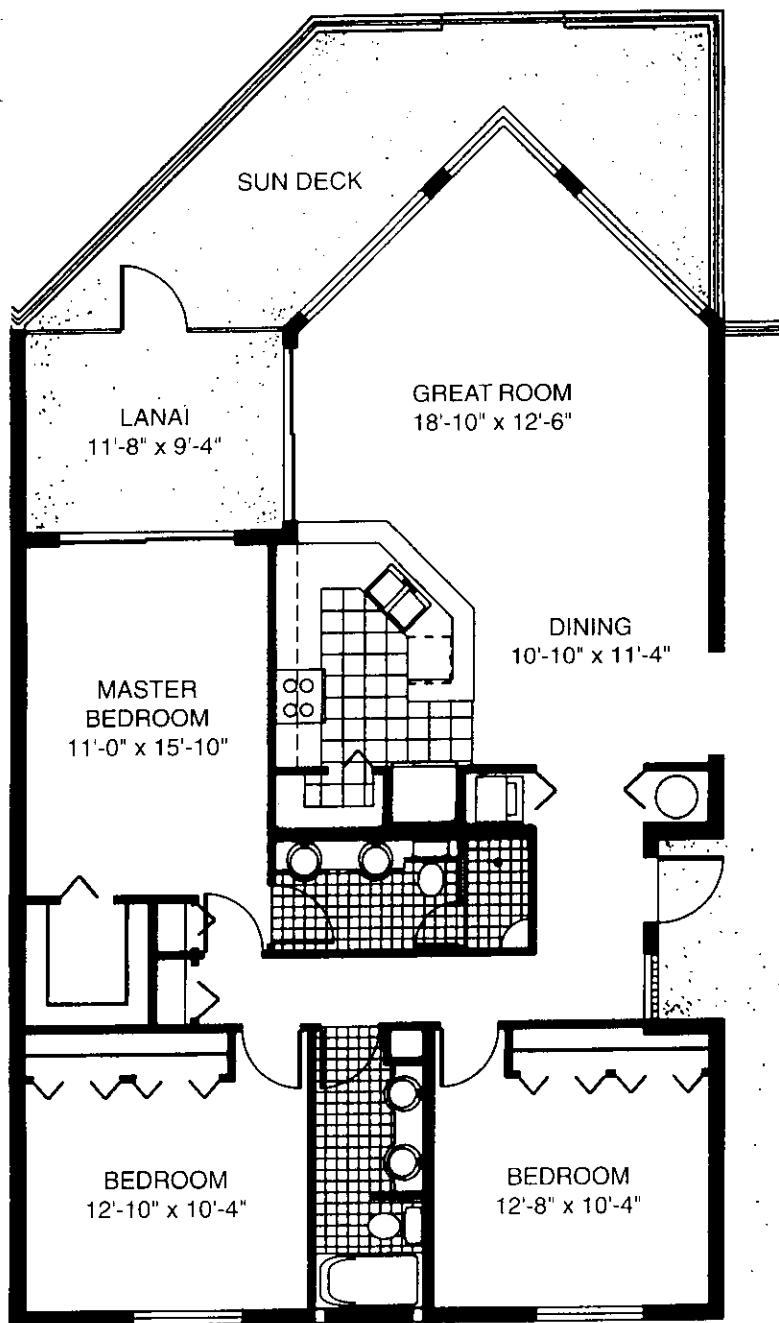 SUN DECK
LANAI
11'-8" x 9'-4"
GREAT ROOM
18'-10" x 12'-6"
DINING
10'-10" x 11'-4"
MASTER
BEDROOM
11'-0" x 15'-10"
BEDROOM
12'-10" x 10'-4"
BEDROOM
12'-8" x 10'-4"